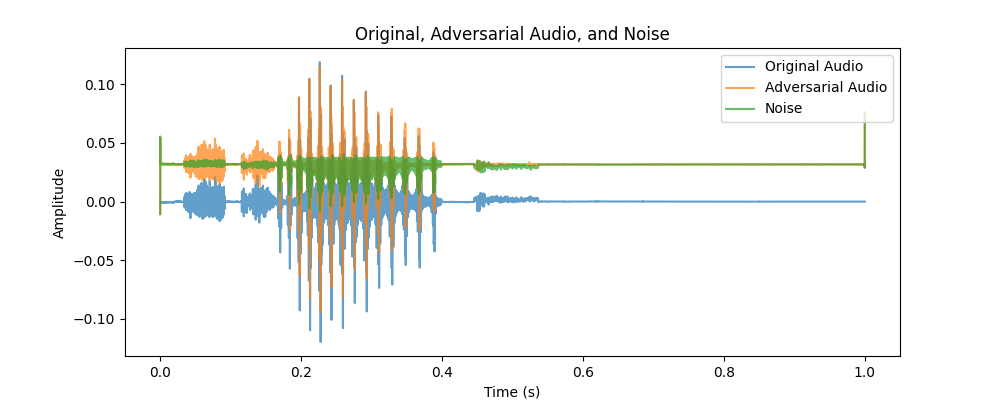 Original, Adversarial Audio, and Noise
Original Audio
Adversarial Audio
Noise
Amplitude
0.10
0.05
0.00
−0.05
−0.10
0.0 0.2 0.4 0.6 0.8 1.0
Time (s)